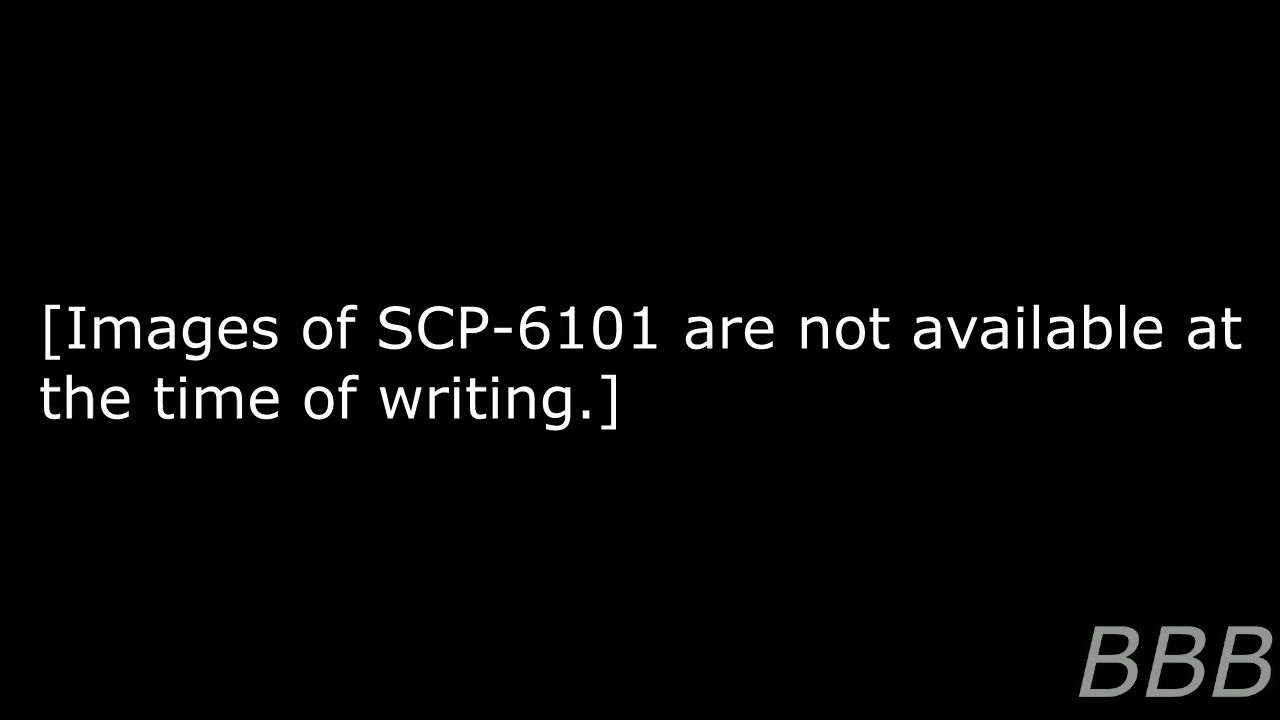 [Images of SCP-6101 are not available at
the time of writing.]
BBB